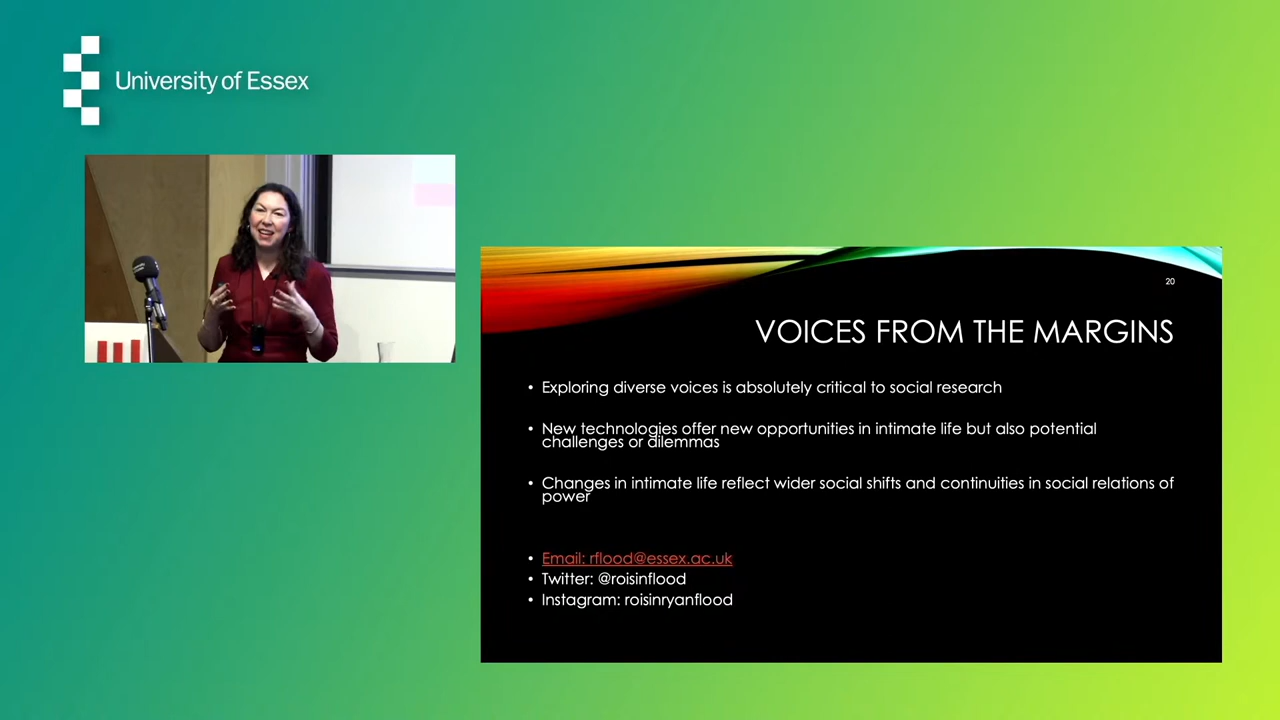 University of Essex
20
VOICES FROM THE MARGINS
• Exploring diverse voices is absolutely critical to social research
• New technologies offer new opportunities in intimate life but also potential
challenges or dilemmas
• Changes in intimate life reflect wider social shifts and continuities in social relations of
power
• Email: rflood@essex.ac.uk
• Twitter: @roisinflood
• Instagram: roisinryanflood